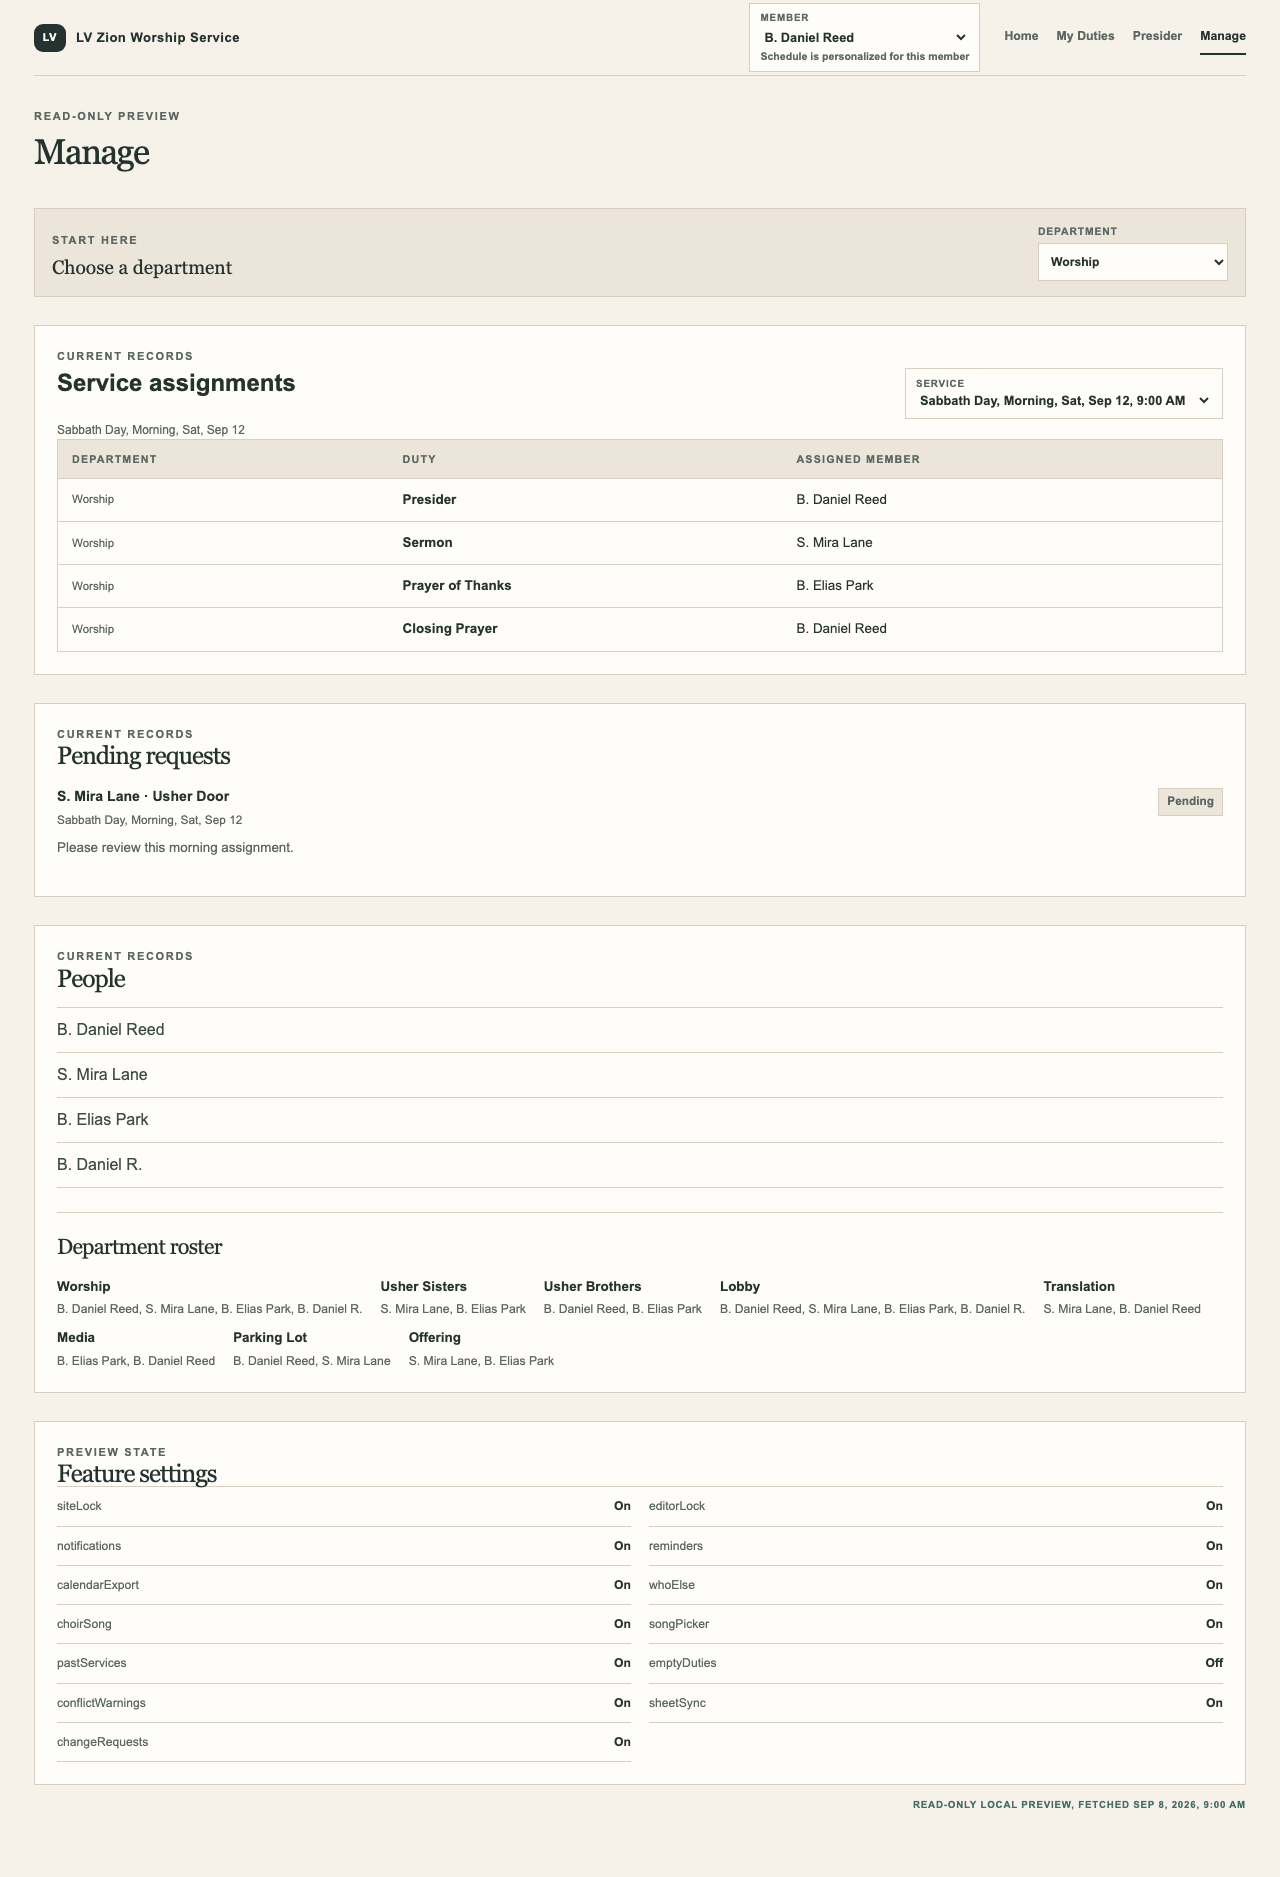 LV
LV Zion Worship Service
MEMBER
B. Daniel Reed
Schedule is personalized for this member
Home
My Duties
Presider
Manage
READ-ONLY PREVIEW
Manage
START HERE
Choose a department
DEPARTMENT
Worship
CURRENT RECORDS
Service assignments
SERVICE
Sabbath Day, Morning, Sat, Sep 12, 9:00 AM
Sabbath Day, Morning, Sat, Sep 12
DEPARTMENT DUTY ASSIGNED MEMBER
Worship Presider B. Daniel Reed
Worship Sermon S. Mira Lane
Worship Prayer of Thanks B. Elias Park
Worship Closing Prayer B. Daniel Reed
CURRENT RECORDS
Pending requests
S. Mira Lane · Usher Door
Pending
Sabbath Day, Morning, Sat, Sep 12
Please review this morning assignment.
CURRENT RECORDS
People
B. Daniel Reed
S. Mira Lane
B. Elias Park
B. Daniel R.
Department roster
Worship
B. Daniel Reed, S. Mira Lane, B. Elias Park, B. Daniel R.
Usher Sisters
S. Mira Lane, B. Elias Park
Usher Brothers
B. Daniel Reed, B. Elias Park
Lobby
B. Daniel Reed, S. Mira Lane, B. Elias Park, B. Daniel R.
Translation
S. Mira Lane, B. Daniel Reed
Media
B. Elias Park, B. Daniel Reed
Parking Lot
B. Daniel Reed, S. Mira Lane
Offering
S. Mira Lane, B. Elias Park
PREVIEW STATE
Feature settings
siteLock On
editorLock On
notifications On
reminders On
calendarExport On
whoElse On
choirSong On
songPicker On
pastServices On
emptyDuties Off
conflictWarnings On
sheetSync On
changeRequests On
READ-ONLY LOCAL PREVIEW, FETCHED SEP 8, 2026, 9:00 AM